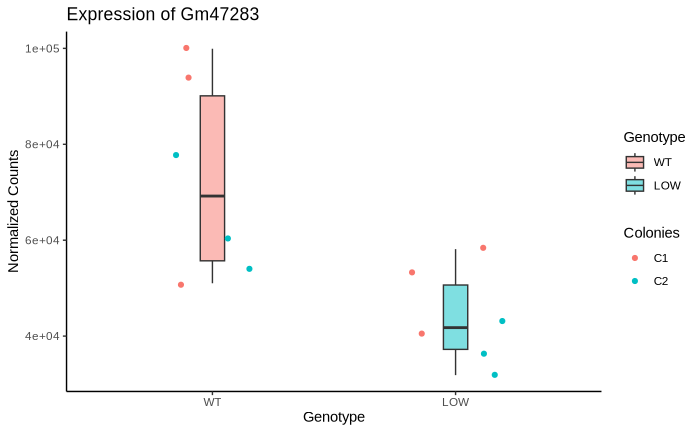 Expression of Gm47283
1e+05
8e+04
6e+04
4e+04
Normalized Counts
WT
LOW
Genotype
Genotype
WT
LOW
Colonies
C1
C2